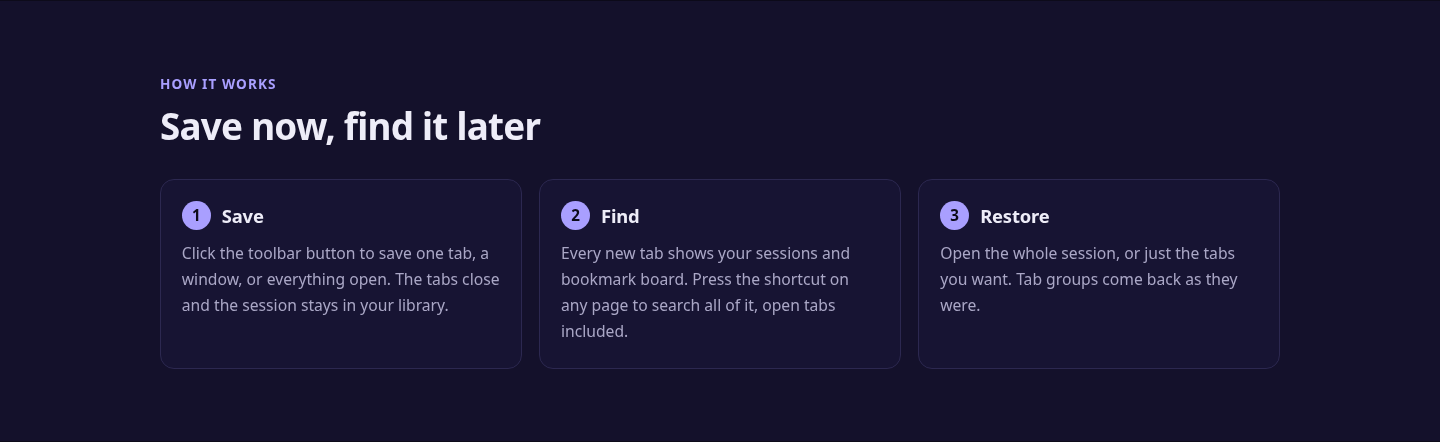 HOW IT WORKS
Save now, find it later
1 Save
Click the toolbar button to save one tab, a
window, or everything open. The tabs close
and the session stays in your library.
2 Find
Every new tab shows your sessions and
bookmark board. Press the shortcut on
any page to search all of it, open tabs
included.
3 Restore
Open the whole session, or just the tabs
you want. Tab groups come back as they
were.